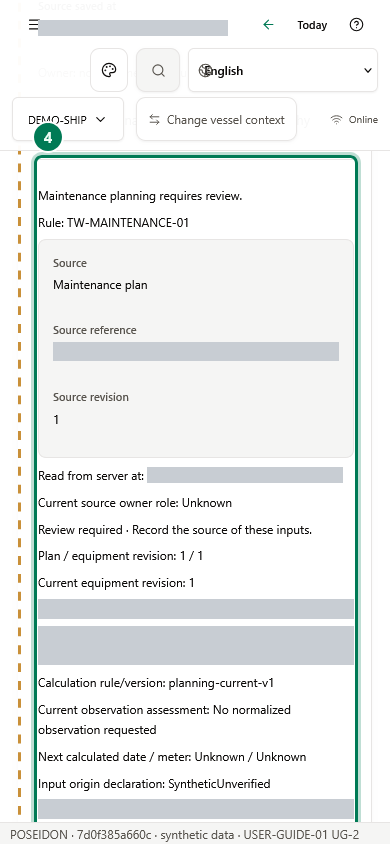 Today
English
DEMO-SHIP
Change vessel context
Online
4
Maintenance planning requires review.
Rule: TW-MAINTENANCE-01
Source
Maintenance plan
Source reference
Source revision
1
Read from server at:
Current source owner role: Unknown
Review required · Record the source of these inputs.
Plan / equipment revision: 1 / 1
Current equipment revision: 1
Calculation rule/version: planning-current-v1
Current observation assessment: No normalized
observation requested
Next calculated date / meter: Unknown / Unknown
Input origin declaration: SyntheticUnverified
POSEIDON · 7d0f385a660c · synthetic data · USER-GUIDE-01 UG-2